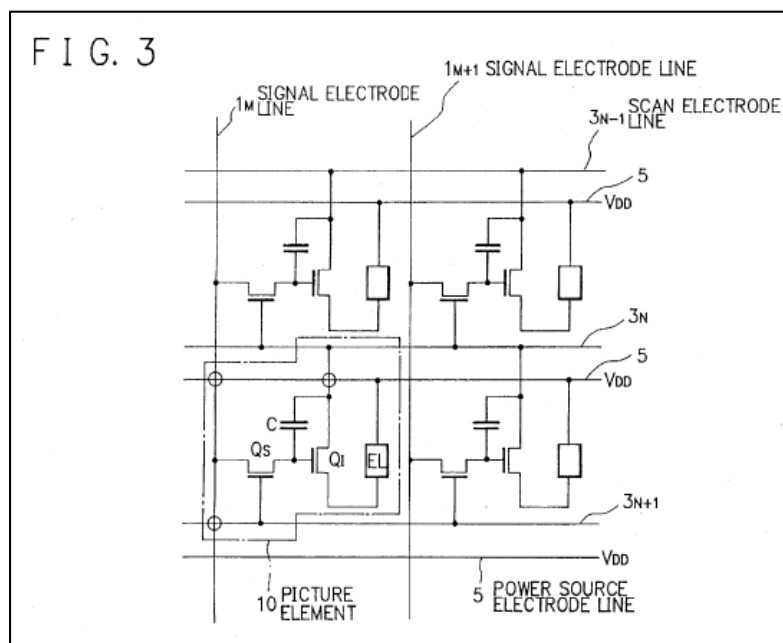 FIG. 3
1M SIGNAL ELECTRODE LINE
1M+1 SIGNAL ELECTRODE LINE
3N-1 SCAN ELECTRODE LINE
5
VDD
3N
5
VDD
C
QS
QI
EL
3N+1
VDD
10 PICTURE ELEMENT
5 POWER SOURCE ELECTRODE LINE